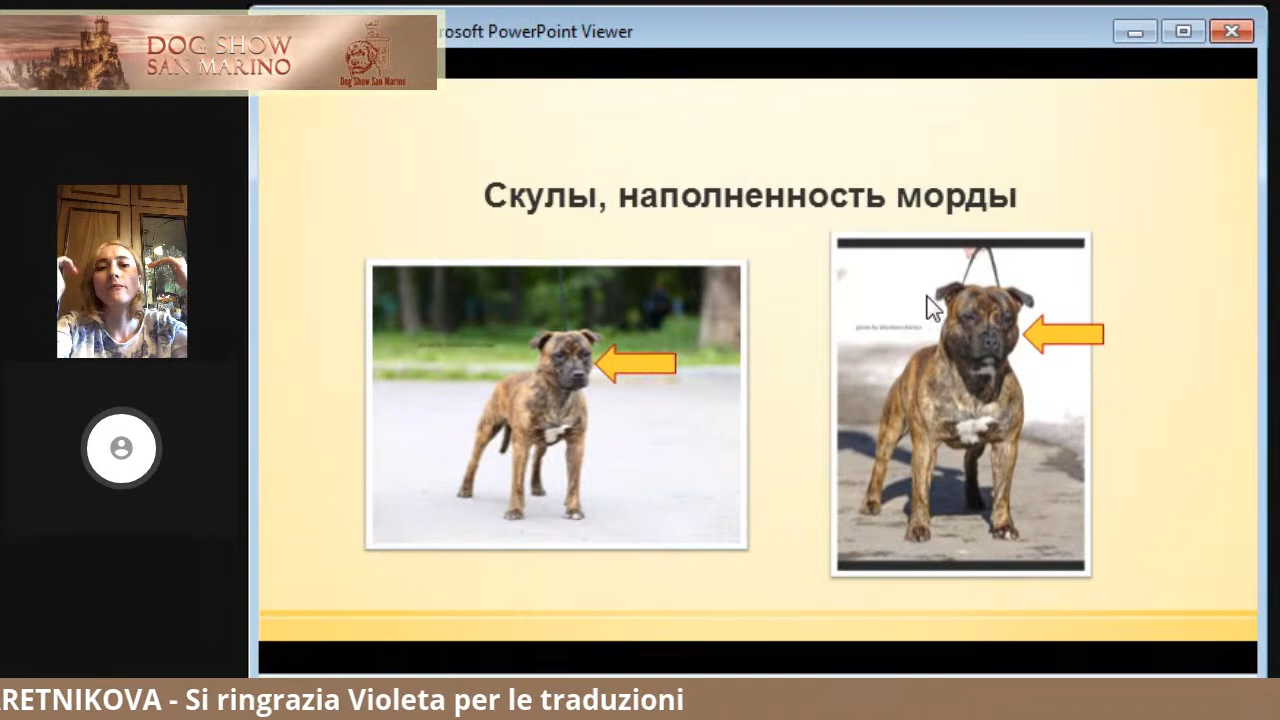 DOG SHOW
SAN MARINO
Dog Show San Marino
rosoft PowerPoint Viewer
Скулы, наполненность морды
RETNIKOVA - Si ringrazia Violeta per le traduzioni